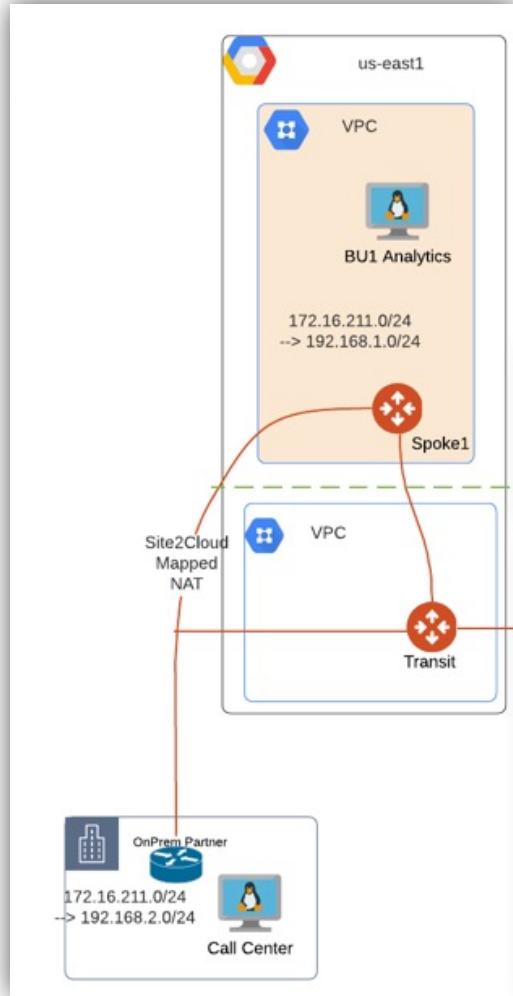 us-east1
VPC
BU1 Analytics
172.16.211.0/24
--> 192.168.1.0/24
Spoke1
Site2Cloud
Mapped
NAT
VPC
Transit
OnPrem Partner
172.16.211.0/24
--> 192.168.2.0/24
Call Center